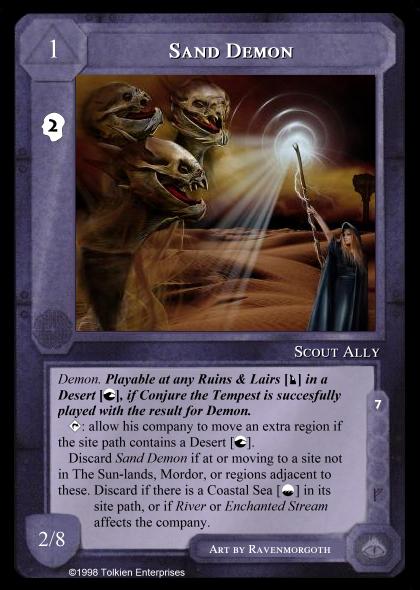 1
SAND DEMON
2
SCOUT ALLY
Demon. Playable at any Ruins & Lairs [] in a
Desert [], if Conjure the Tempest is succesfully
played with the result for Demon.
: allow his company to move an extra region if
the site path contains a Desert [].
Discard Sand Demon if at or moving to a site not
in The Sun-lands, Mordor, or regions adjacent to
these. Discard if there is a Coastal Sea [] in its
site path, or if River or Enchanted Stream
affects the company.
7
2/8
ART BY RAVENMORGOTH
©1998 Tolkien Enterprises